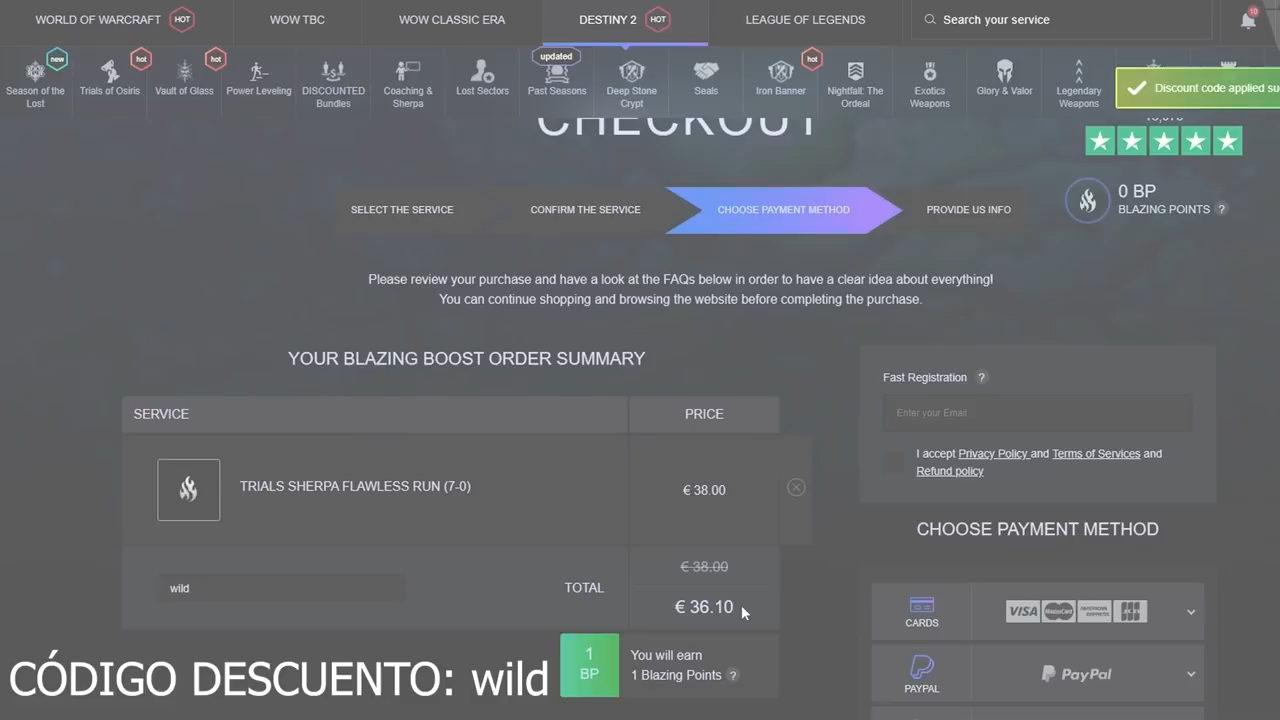 WORLD OF WARCRAFT HOT
WOW TBC
WOW CLASSIC ERA
DESTINY 2 HOT
LEAGUE OF LEGENDS
Search your service
10
new
hot
hot
updated
hot
Season of the
Lost
Trials of Osiris
Vault of Glass
Power Leveling
DISCOUNTED
Bundles
Coaching &
Sherpa
Lost Sectors
Past Seasons
Deep Stone
Crypt
Seals
Iron Banner
Nightfall: The
Ordeal
Exotics
Weapons
Glory & Valor
Legendary
Weapons
Discount code applied su
CHECKOUT
0 BP
BLAZING POINTS ?
SELECT THE SERVICE
CONFIRM THE SERVICE
CHOOSE PAYMENT METHOD
PROVIDE US INFO
Please review your purchase and have a look at the FAQs below in order to have a clear idea about everything!
You can continue shopping and browsing the website before completing the purchase.
YOUR BLAZING BOOST ORDER SUMMARY
SERVICE
PRICE
TRIALS SHERPA FLAWLESS RUN (7-0)
€ 38.00
wild
TOTAL
€ 38.00
€ 36.10
1
BP
You will earn
1 Blazing Points ?
Fast Registration ?
Enter your Email
I accept Privacy Policy and Terms of Services and
Refund policy
CHOOSE PAYMENT METHOD
CARDS
VISA MasterCard AMERICAN EXPRESS JCB
PAYPAL
PayPal
CÓDIGO DESCUENTO: wild